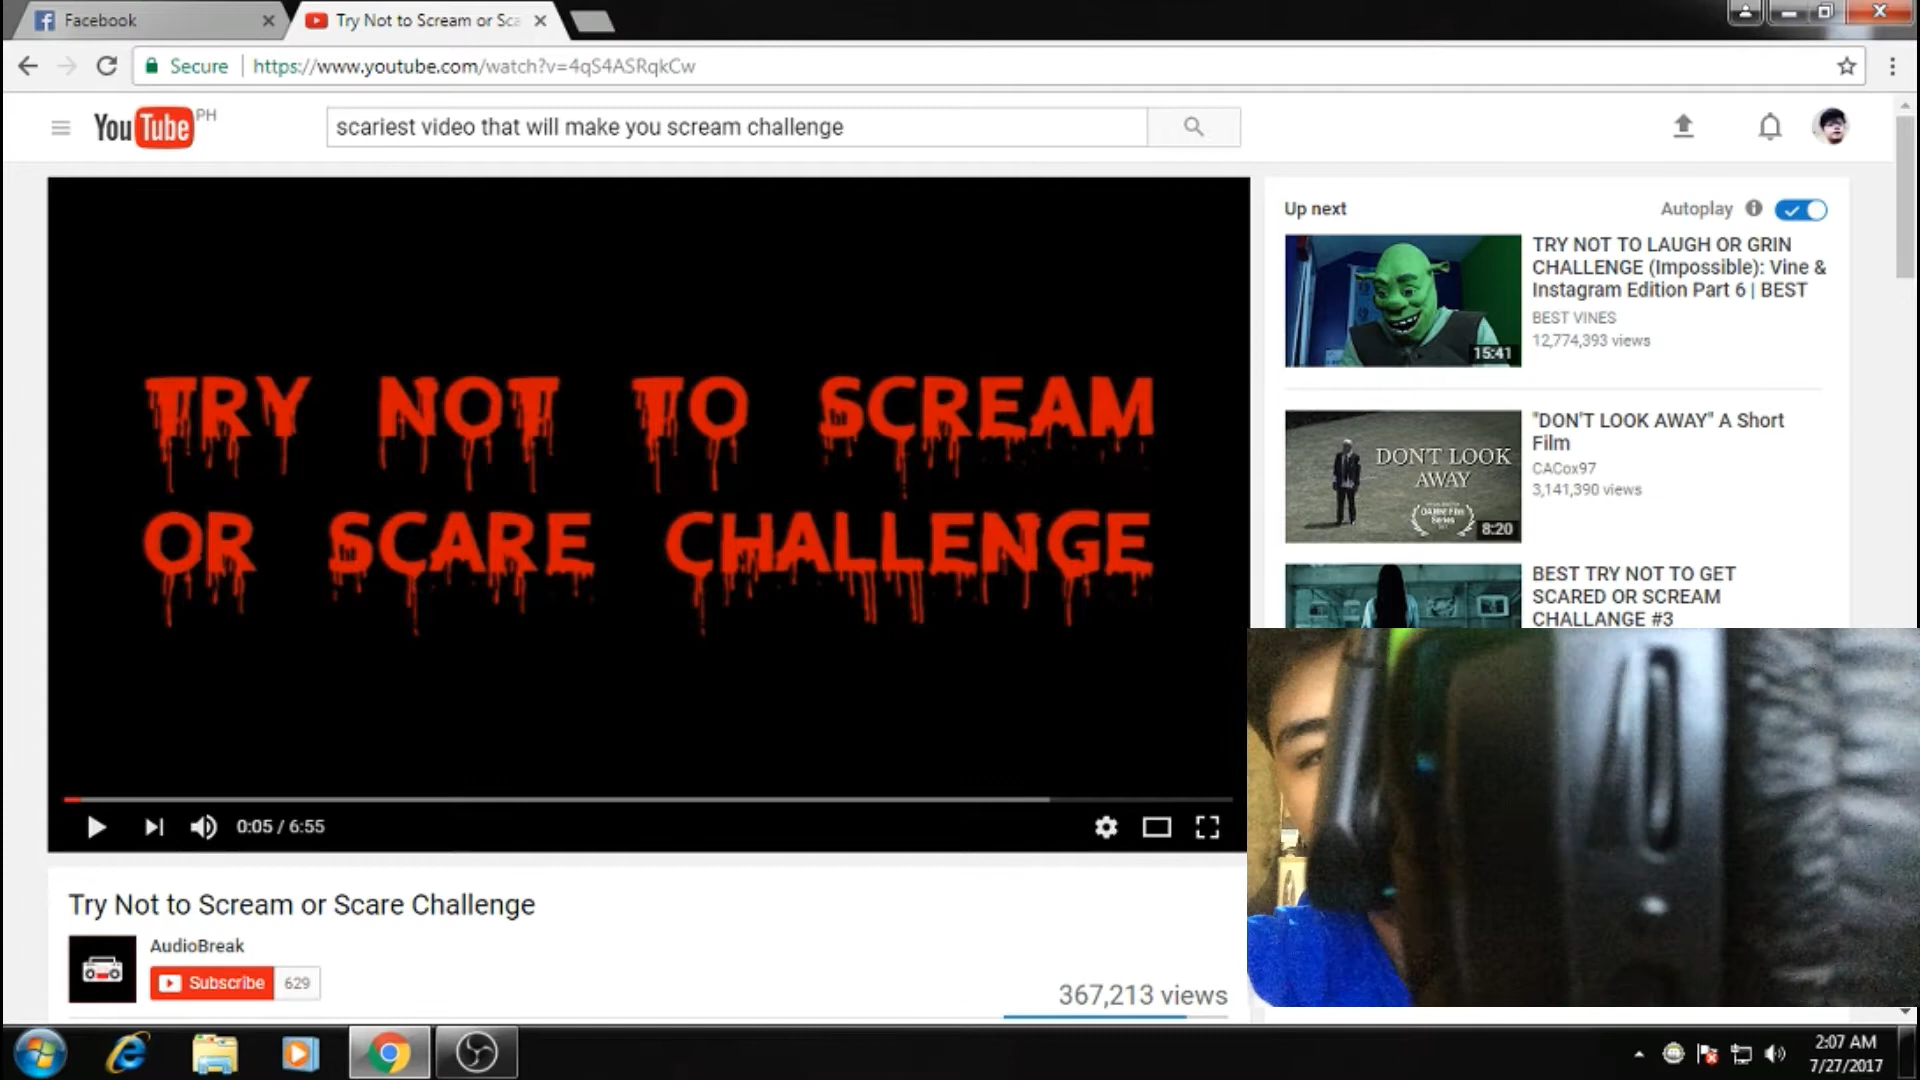 Facebook
Try Not to Scream or Sca
Secure
https://www.youtube.com/watch?v=4qS4ASRqkCw
YouTube PH
scariest video that will make you scream challenge
TRY NOT TO SCREAM
OR SCARE CHALLENGE
0:05 / 6:55
Try Not to Scream or Scare Challenge
AudioBreak
Subscribe 629
367,213 views
Up next
Autoplay
TRY NOT TO LAUGH OR GRIN
CHALLENGE (Impossible): Vine &
Instagram Edition Part 6 | BEST
BEST VINES
12,774,393 views
15:41
"DON'T LOOK AWAY" A Short
Film
CACox97
3,141,390 views
DONT LOOK
AWAY
8:20
BEST TRY NOT TO GET
SCARED OR SCREAM
CHALLANGE #3
2:07 AM
7/27/2017